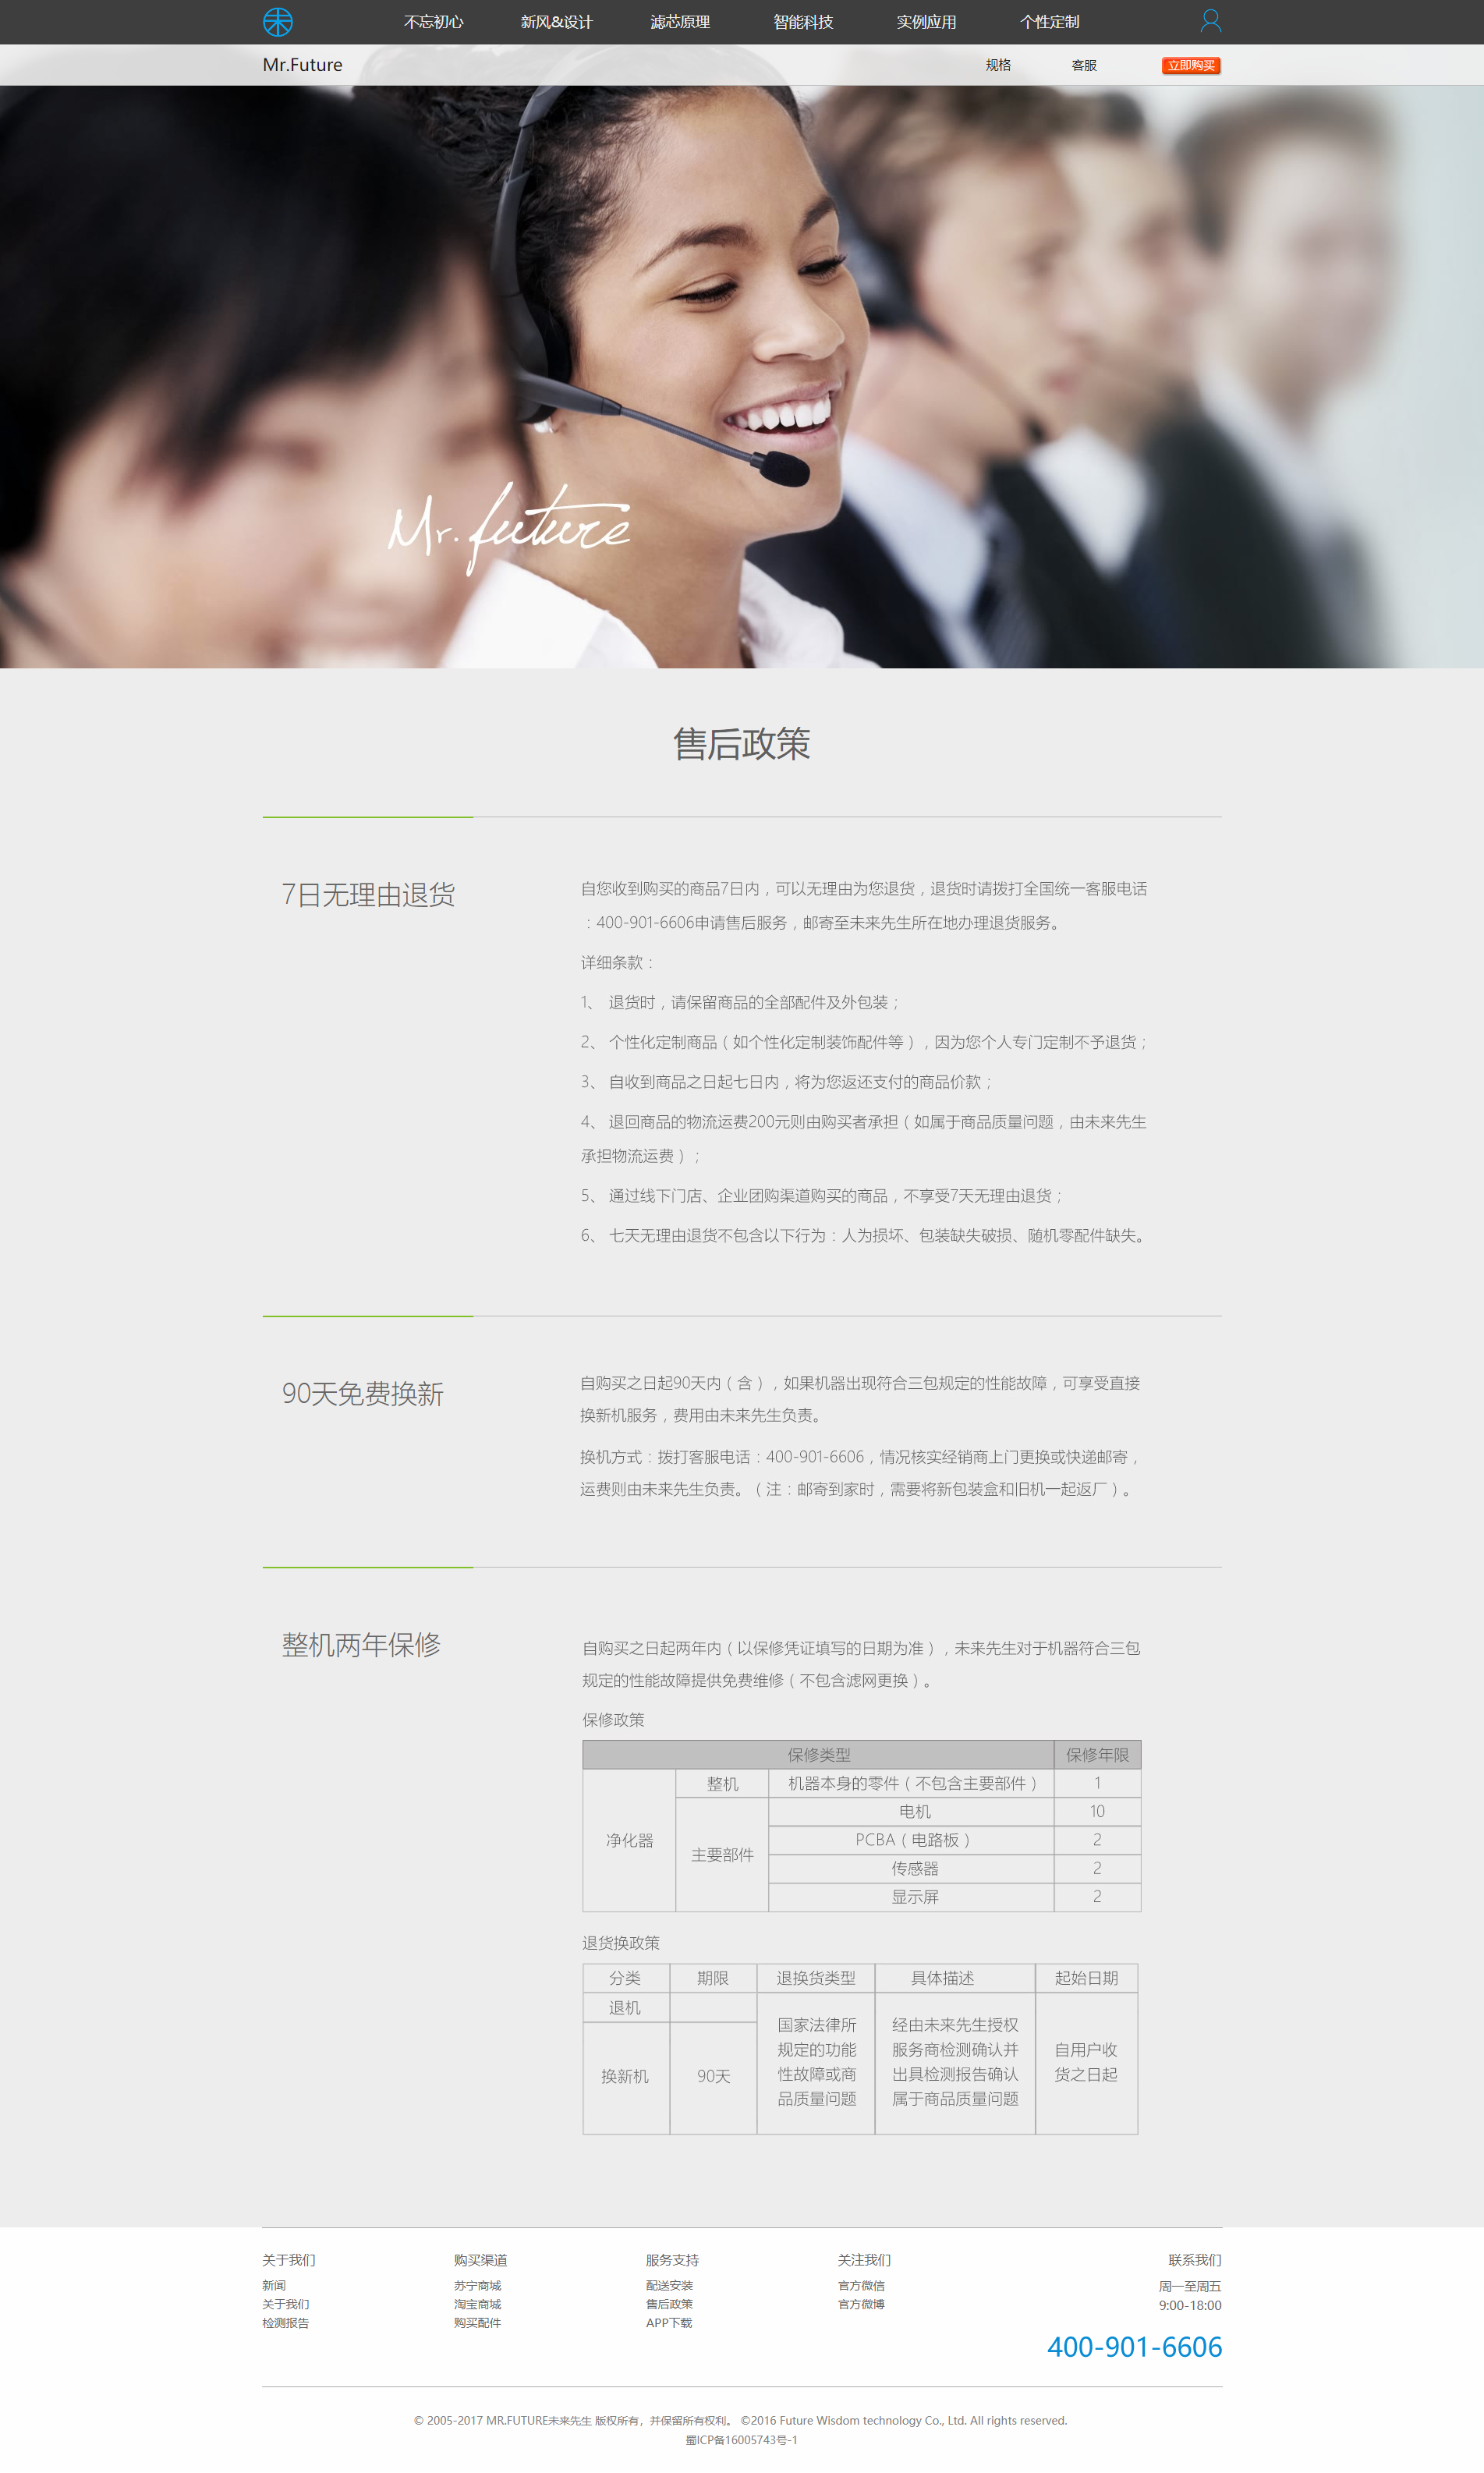 不忘初心 新风&设计 滤芯原理 智能科技 实例应用 个性定制
Mr.Future 规格 客服 立即购买
Mr. future
售后政策
7日无理由退货
自您收到购买的商品7日内，可以无理由为您退货，退货时请拨打全国统一客服电话
：400-901-6606申请售后服务，邮寄至未来先生所在地办理退货服务。
详细条款：
1、 退货时，请保留商品的全部配件及外包装；
2、 个性化定制商品（如个性化定制装饰配件等），因为您个人专门定制不予退货；
3、 自收到商品之日起七日内，将为您返还支付的商品价款；
4、 退回商品的物流运费200元则由购买者承担（如属于商品质量问题，由未来先生
承担物流运费）；
5、 通过线下门店、企业团购渠道购买的商品，不享受7天无理由退货；
6、 七天无理由退货不包含以下行为：人为损坏、包装缺失破损、随机零配件缺失。
90天免费换新
自购买之日起90天内（含），如果机器出现符合三包规定的性能故障，可享受直接
换新机服务，费用由未来先生负责。
换机方式：拨打客服电话：400-901-6606，情况核实经销商上门更换或快递邮寄，
运费则由未来先生负责。（注：邮寄到家时，需要将新包装盒和旧机一起返厂）。
整机两年保修
自购买之日起两年内（以保修凭证填写的日期为准），未来先生对于机器符合三包
规定的性能故障提供免费维修（不包含滤网更换）。
保修政策
保修类型 保修年限
整机 机器本身的零件（不包含主要部件） 1
电机 10
净化器 PCBA（电路板） 2
主要部件
传感器 2
显示屏 2
退货换政策
分类 期限 退换货类型 具体描述 起始日期
退机
国家法律所 经由未来先生授权
规定的功能 服务商检测确认并 自用户收
换新机 90天 性故障或商 出具检测报告确认 货之日起
品质量问题 属于商品质量问题
关于我们 购买渠道 服务支持 关注我们 联系我们
新闻 苏宁商城 配送安装 官方微信 周一至周五
关于我们 淘宝商城 售后政策 官方微博 9:00-18:00
检测报告 购买配件 APP下载
400-901-6606
© 2005-2017 MR.FUTURE未来先生 版权所有，并保留所有权利。 ©2016 Future Wisdom technology Co., Ltd. All rights reserved.
蜀ICP备16005743号-1